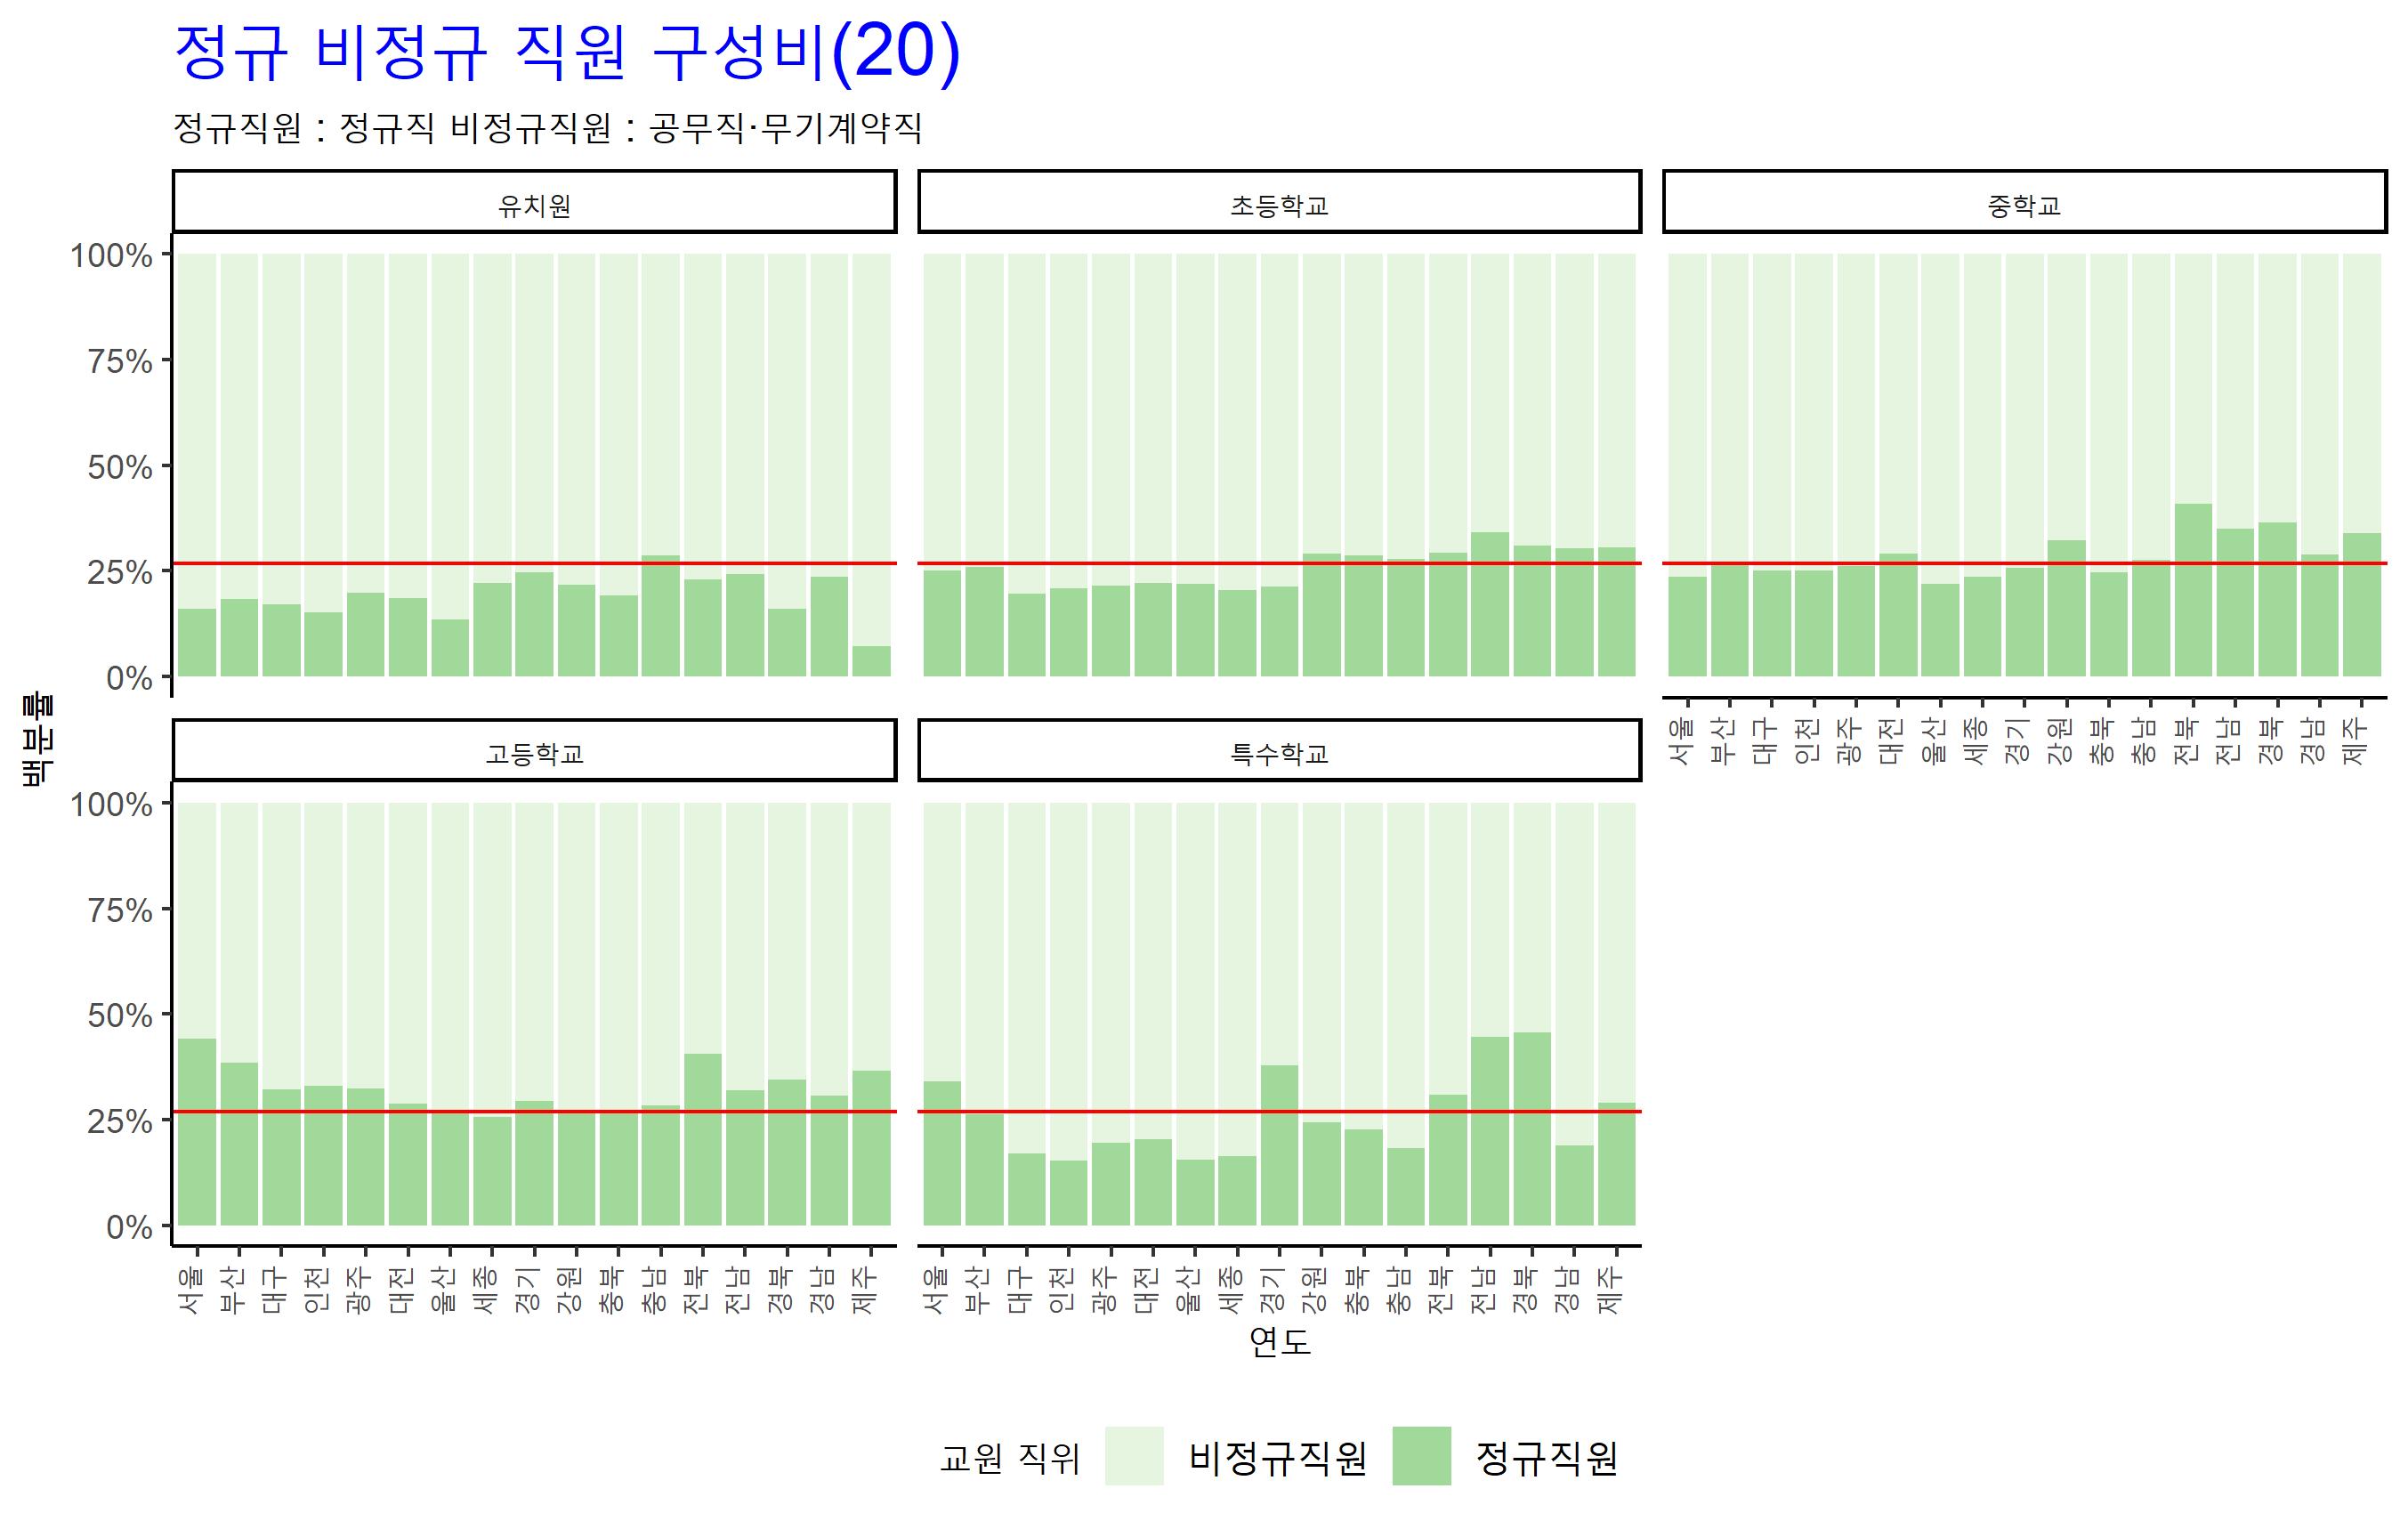 정규 비정규 직원 구성비(20)
정규직원 : 정규직 비정규직원 : 공무직·무기계약직
유치원
초등학교
중학교
100%
75%
50%
25%
0%
서울 부산 대구 인천 광주 대전 울산 세종 경기 강원 충북 충남 전북 전남 경북 경남 제주
백분률
고등학교
특수학교
100%
75%
50%
25%
0%
서울 부산 대구 인천 광주 대전 울산 세종 경기 강원 충북 충남 전북 전남 경북 경남 제주
서울 부산 대구 인천 광주 대전 울산 세종 경기 강원 충북 충남 전북 전남 경북 경남 제주
연도
교원 직위 비정규직원 정규직원